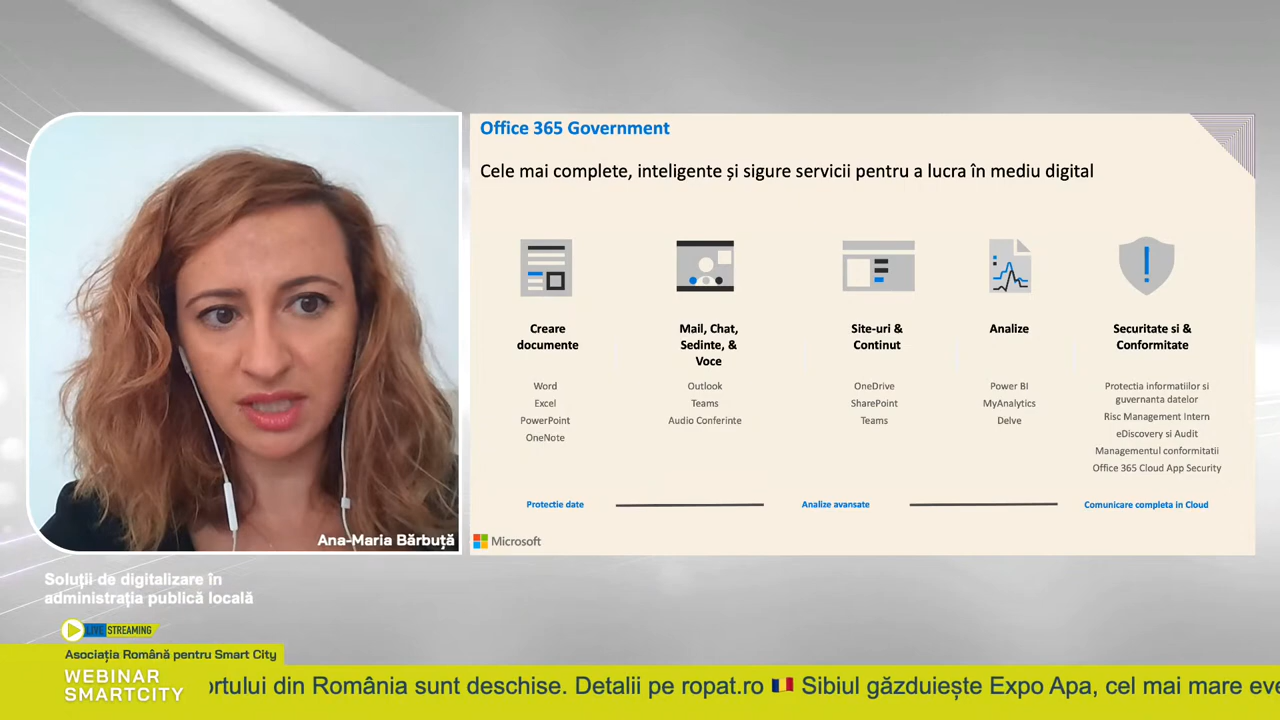 Office 365 Government
Cele mai complete, inteligente și sigure servicii pentru a lucra în mediu digital
Creare
documente
Word
Excel
PowerPoint
OneNote
Mail, Chat,
Sedinte, &
Voce
Outlook
Teams
Audio Conferinte
Site-uri &
Continut
OneDrive
SharePoint
Teams
Analize
Power BI
MyAnalytics
Delve
Securitate si &
Conformitate
Protectia informatiilor si
guvernanta datelor
Risc Management Intern
eDiscovery si Audit
Managementul conformitatii
Office 365 Cloud App Security
Protectie date
Analize avansate
Comunicare completa in Cloud
Microsoft
Ana-Maria Bărbuță
Soluții de digitalizare în
administrația publică locală
LIVE STREAMING
Asociația Română pentru Smart City
WEBINAR
SMARTCITY
ortului din România sunt deschise. Detalii pe ropat.ro Sibiul găzduiește Expo Apa, cel mai mare eve